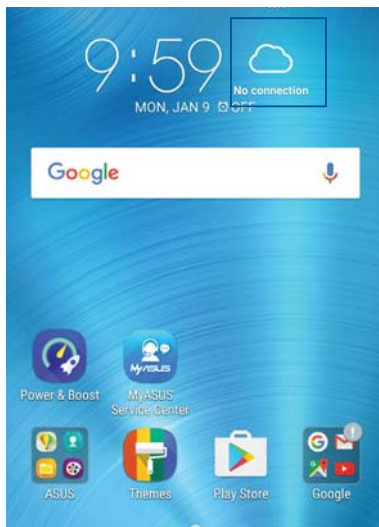 9:59
No connection
MON, JAN 9 OFF
Google
MyASUS
Power & Boost
MyASUS
Service Center
ASUS
Themes
Play Store
Google